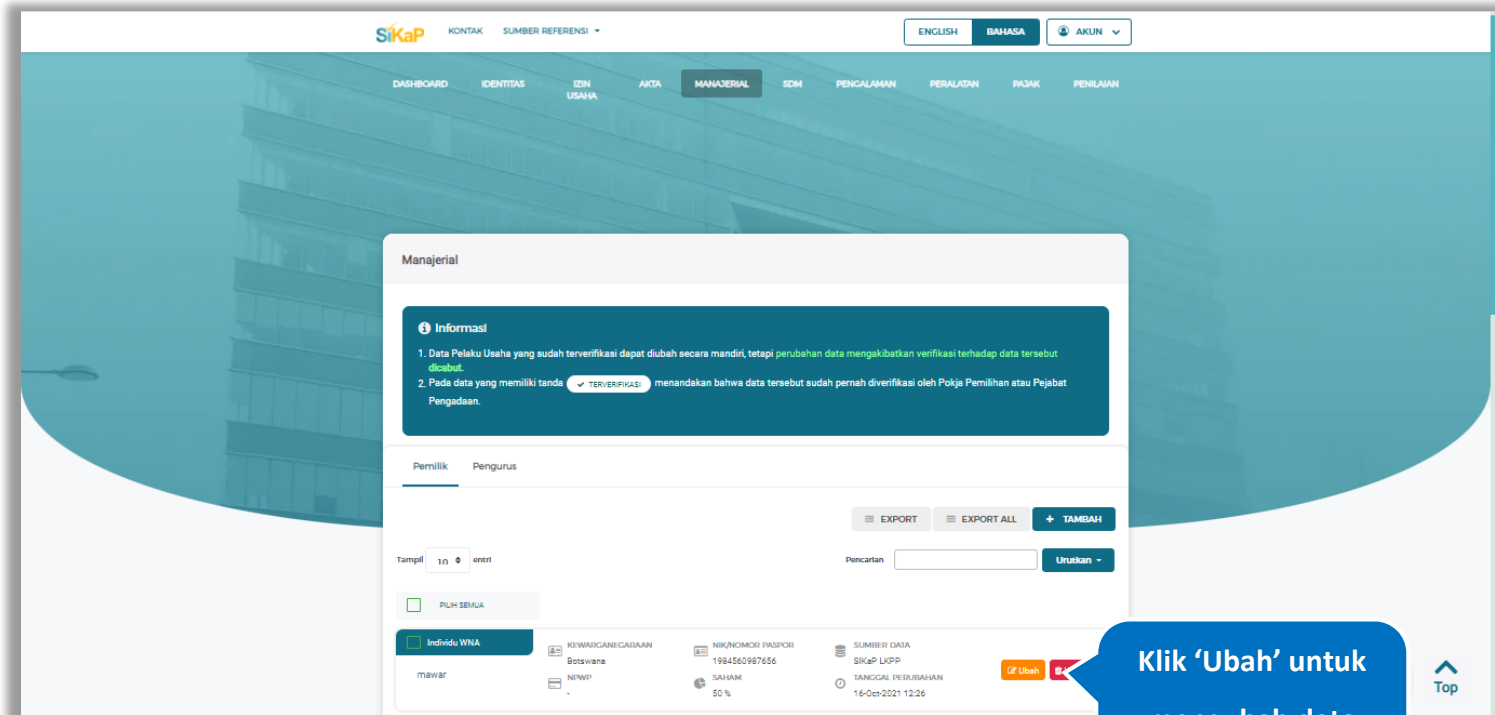 SiKaP KONTAK SUMBER REFERENSI ENGLISH BAHASA AKUN
DASHBOARD IDENTITAS IZIN USAHA AKTA MANAJERIAL SDM PENGALAMAN PERALATAN PAJAK PENILAIAN
Manajerial
Informasi
1. Data Pelaku Usaha yang sudah terverifikasi dapat diubah secara mandiri, tetapi perubahan data mengakibatkan verifikasi terhadap data tersebut
dicabut.
2. Pada data yang memiliki tanda TERVERIFIKASI menandakan bahwa data tersebut sudah pernah diverifikasi oleh Pokja Pemilihan atau Pejabat
Pengadaan.
Pemilik Pengurus
EXPORT EXPORT ALL + TAMBAH
Tampil 10 entri Pencarian Urutkan
PILIH SEMUA
Individu WNA
mawar
KEWARGANEGARAAN
Botswana
NPWP
-
NIK/NOMOR PASPOR
1984560987656
SAHAM
50 %
SUMBER DATA
SIKaP LKPP
TANGGAL PERUBAHAN
16-Oct-2021 12:26
Ubah
Klik ‘Ubah’ untuk
Top